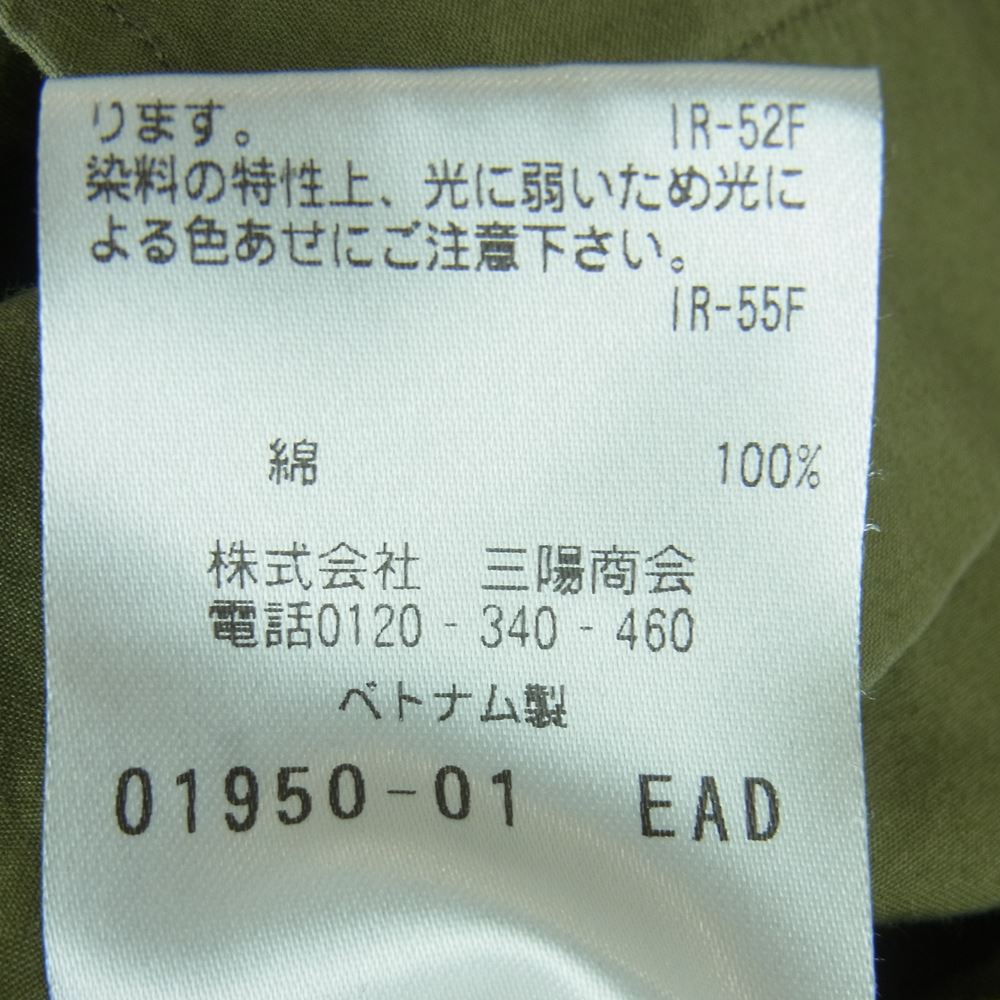 ります。 IR-52F
染料の特性上、光に弱いため光に
よる色あせにご注意下さい。
IR-55F
綿 100%
株式会社 三陽商会
電話0120-340-460
ベトナム製
01950-01 EAD